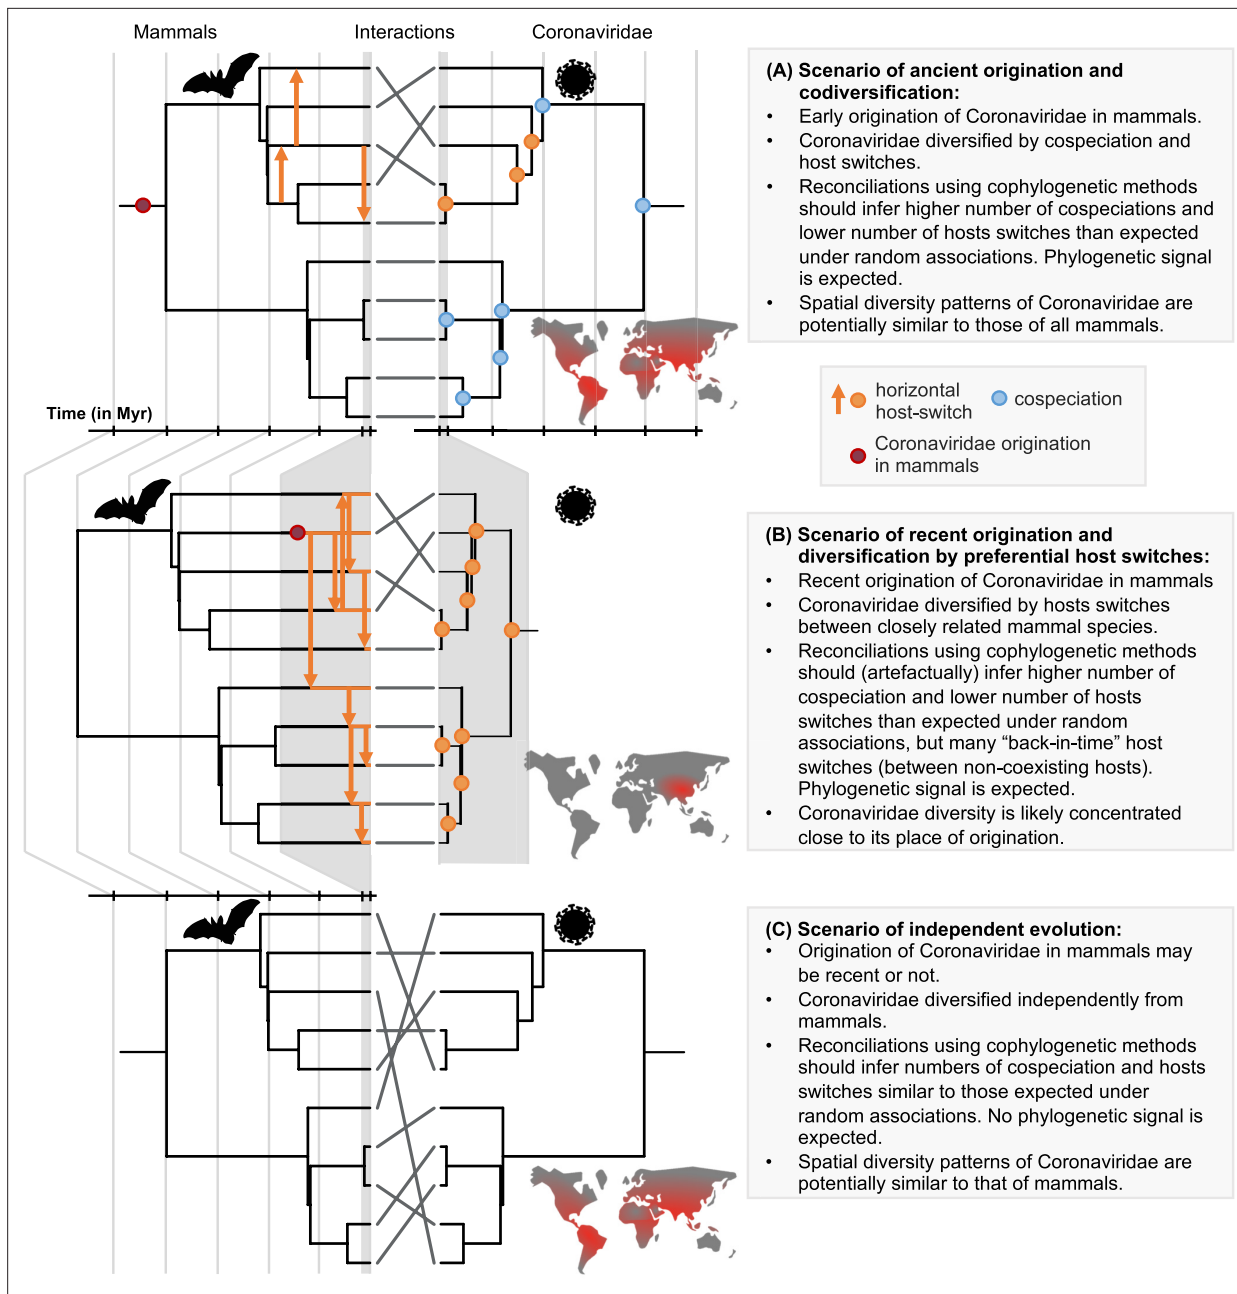 Mammals
Interactions
Coronaviridae
(A) Scenario of ancient origination and
codiversification:
• Early origination of Coronaviridae in mammals.
• Coronaviridae diversified by cospeciation and
host switches.
• Reconciliations using cophylogenetic methods
should infer higher number of cospeciations and
lower number of hosts switches than expected
under random associations. Phylogenetic signal
is expected.
• Spatial diversity patterns of Coronaviridae are
potentially similar to those of all mammals.
horizontal
host-switch
cospeciation
Coronaviridae origination
in mammals
Time (in Myr)
(B) Scenario of recent origination and
diversification by preferential host switches:
• Recent origination of Coronaviridae in mammals
• Coronaviridae diversified by hosts switches
between closely related mammal species.
• Reconciliations using cophylogenetic methods
should (artefactually) infer higher number of
cospeciation and lower number of hosts
switches than expected under random
associations, but many “back-in-time” host
switches (between non-coexisting hosts).
Phylogenetic signal is expected.
• Coronaviridae diversity is likely concentrated
close to its place of origination.
(C) Scenario of independent evolution:
• Origination of Coronaviridae in mammals may
be recent or not.
• Coronaviridae diversified independently from
mammals.
• Reconciliations using cophylogenetic methods
should infer numbers of cospeciation and hosts
switches similar to those expected under
random associations. No phylogenetic signal is
expected.
• Spatial diversity patterns of Coronaviridae are
potentially similar to that of mammals.